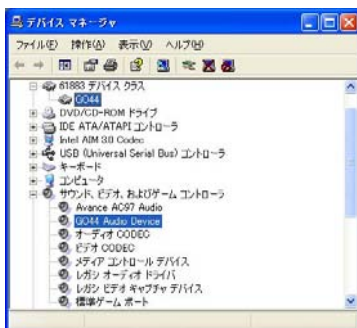 デバイス マネージャ
ファイル(F) 操作(A) 表示(V) ヘルプ(H)
61883 デバイス クラス
GO44
DVD/CD-ROM ドライブ
IDE ATA/ATAPI コントローラ
Intel AIM 3.0 Codec
USB (Universal Serial Bus) コントローラ
キーボード
コンピュータ
サウンド、ビデオ、およびゲーム コントローラ
Avance AC97 Audio
GO44 Audio Device
オーディオ CODEC
ビデオ CODEC
メディア コントロール デバイス
レガシ オーディオ ドライバ
レガシ ビデオ キャプチャ デバイス
標準ゲーム ポート